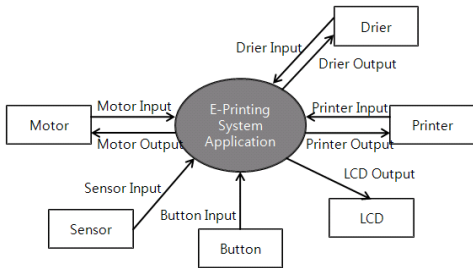 Drier
Drier Input
Drier Output
Motor Input
E-Printing
System
Application
Printer Input
Motor
Printer
Motor Output
Printer Output
LCD Output
Sensor Input
Button Input
LCD
Sensor
Button